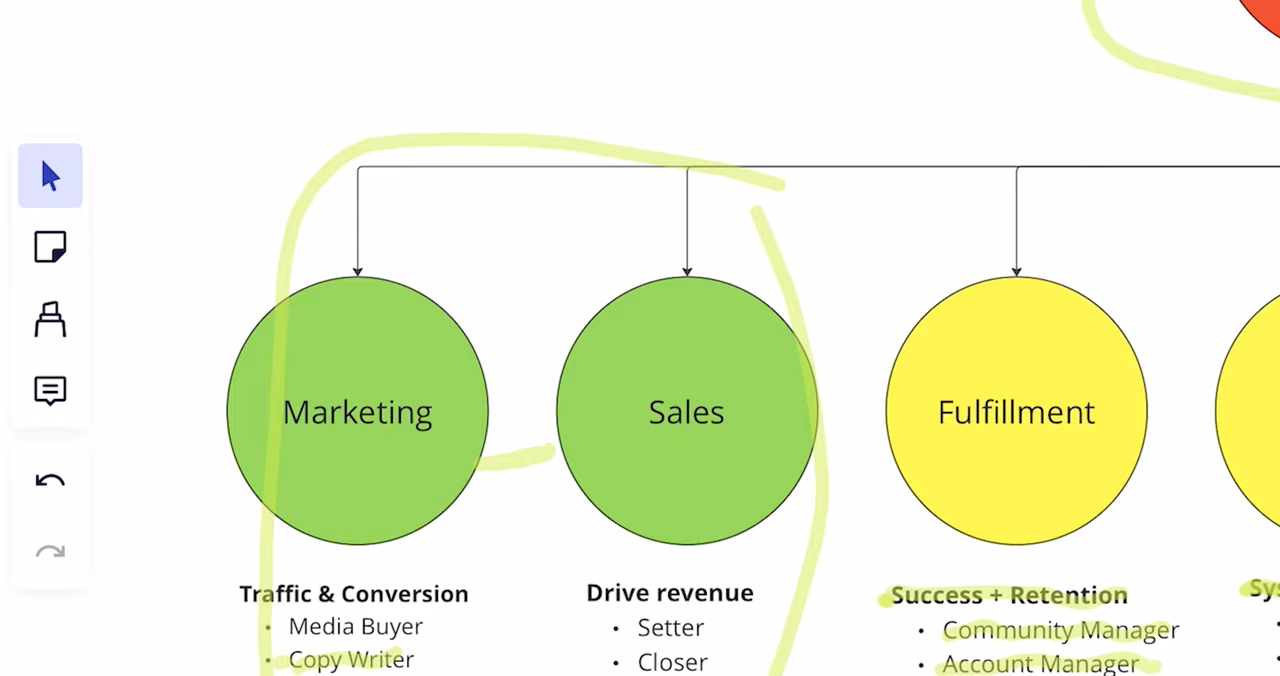 Marketing
Sales
Fulfillment
Traffic & Conversion
• Media Buyer
• Copy Writer
Drive revenue
• Setter
• Closer
Success + Retention
• Community Manager
• Account Manager
Sys